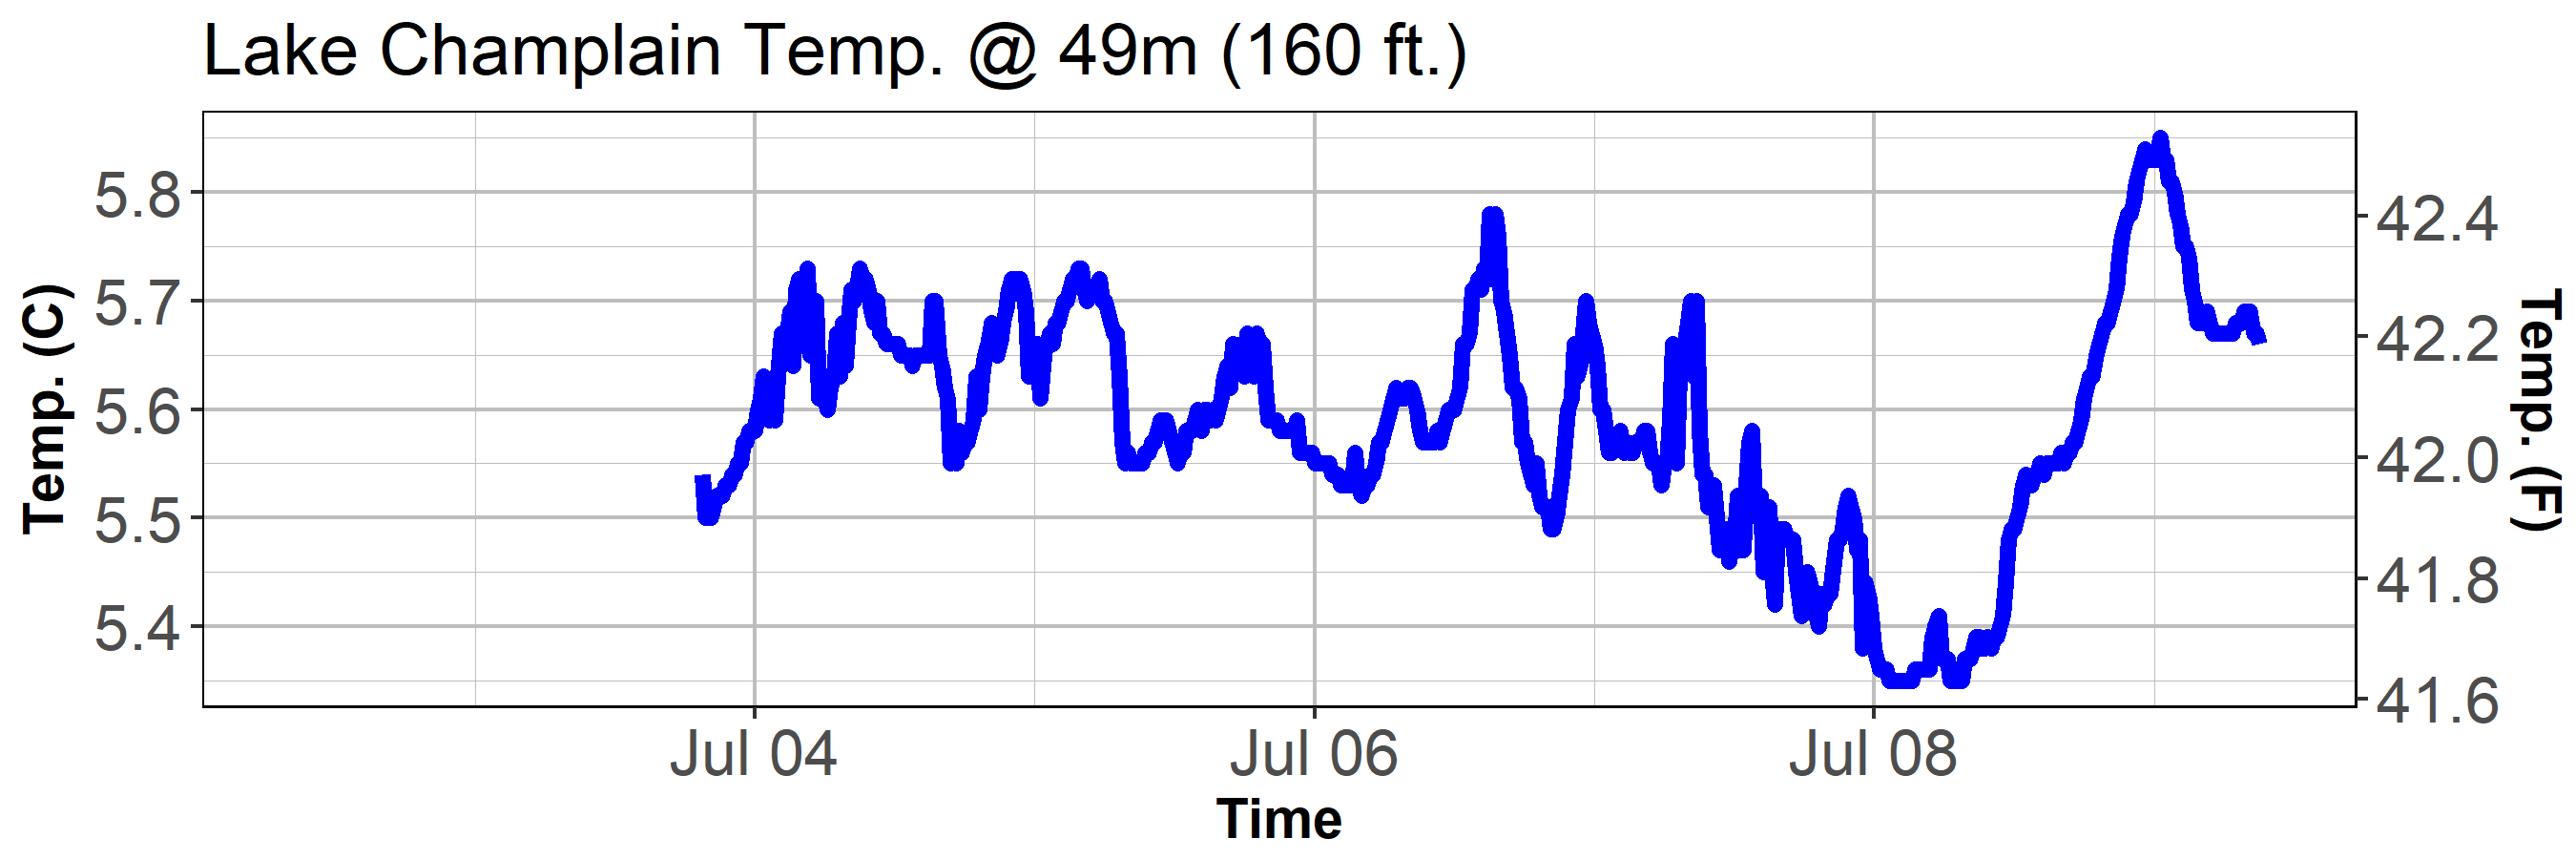 Lake Champlain Temp. @ 49m (160 ft.)
Temp. (C)
5.8
5.7
5.6
5.5
5.4
42.4
42.2
42.0
41.8
41.6
Temp. (F)
Jul 04
Jul 06
Jul 08
Time